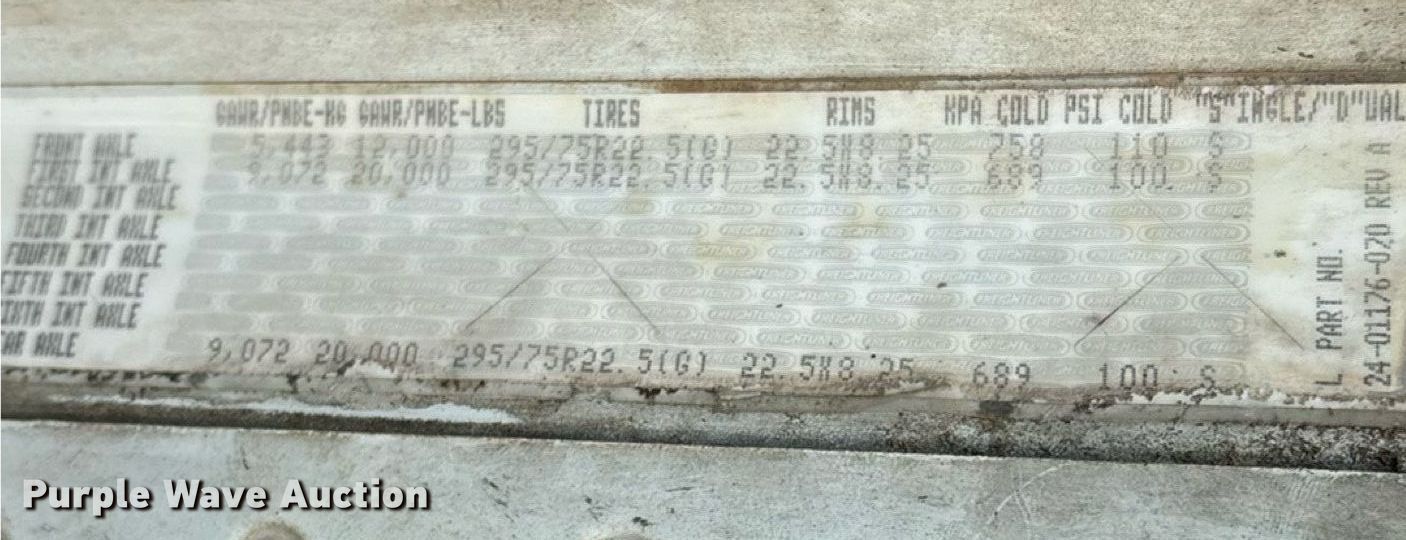 GAWR/PNBE-KG GAWR/PNBE-LBS TIRES RIMS KPA COLD PSI COLD "S"INGLE/"D"UAL
FRONT AXLE 5,443 12,000 295/75R22.5(G) 22.5X8.25 758 110 S
FIRST INT AXLE 9,072 20,000 295/75R22.5(G) 22.5X8.25 689 100 S
SECOND INT AXLE
THIRD INT AXLE
FOURTH INT AXLE
FIFTH INT AXLE
IXTH INT AXLE
EAR AXLE 9,072 20,000 295/75R22.5(G) 22.5X8.25 689 100 S
L PART NO.
24-01176-020 REV A
FREIGHTLINER
Purple Wave Auction